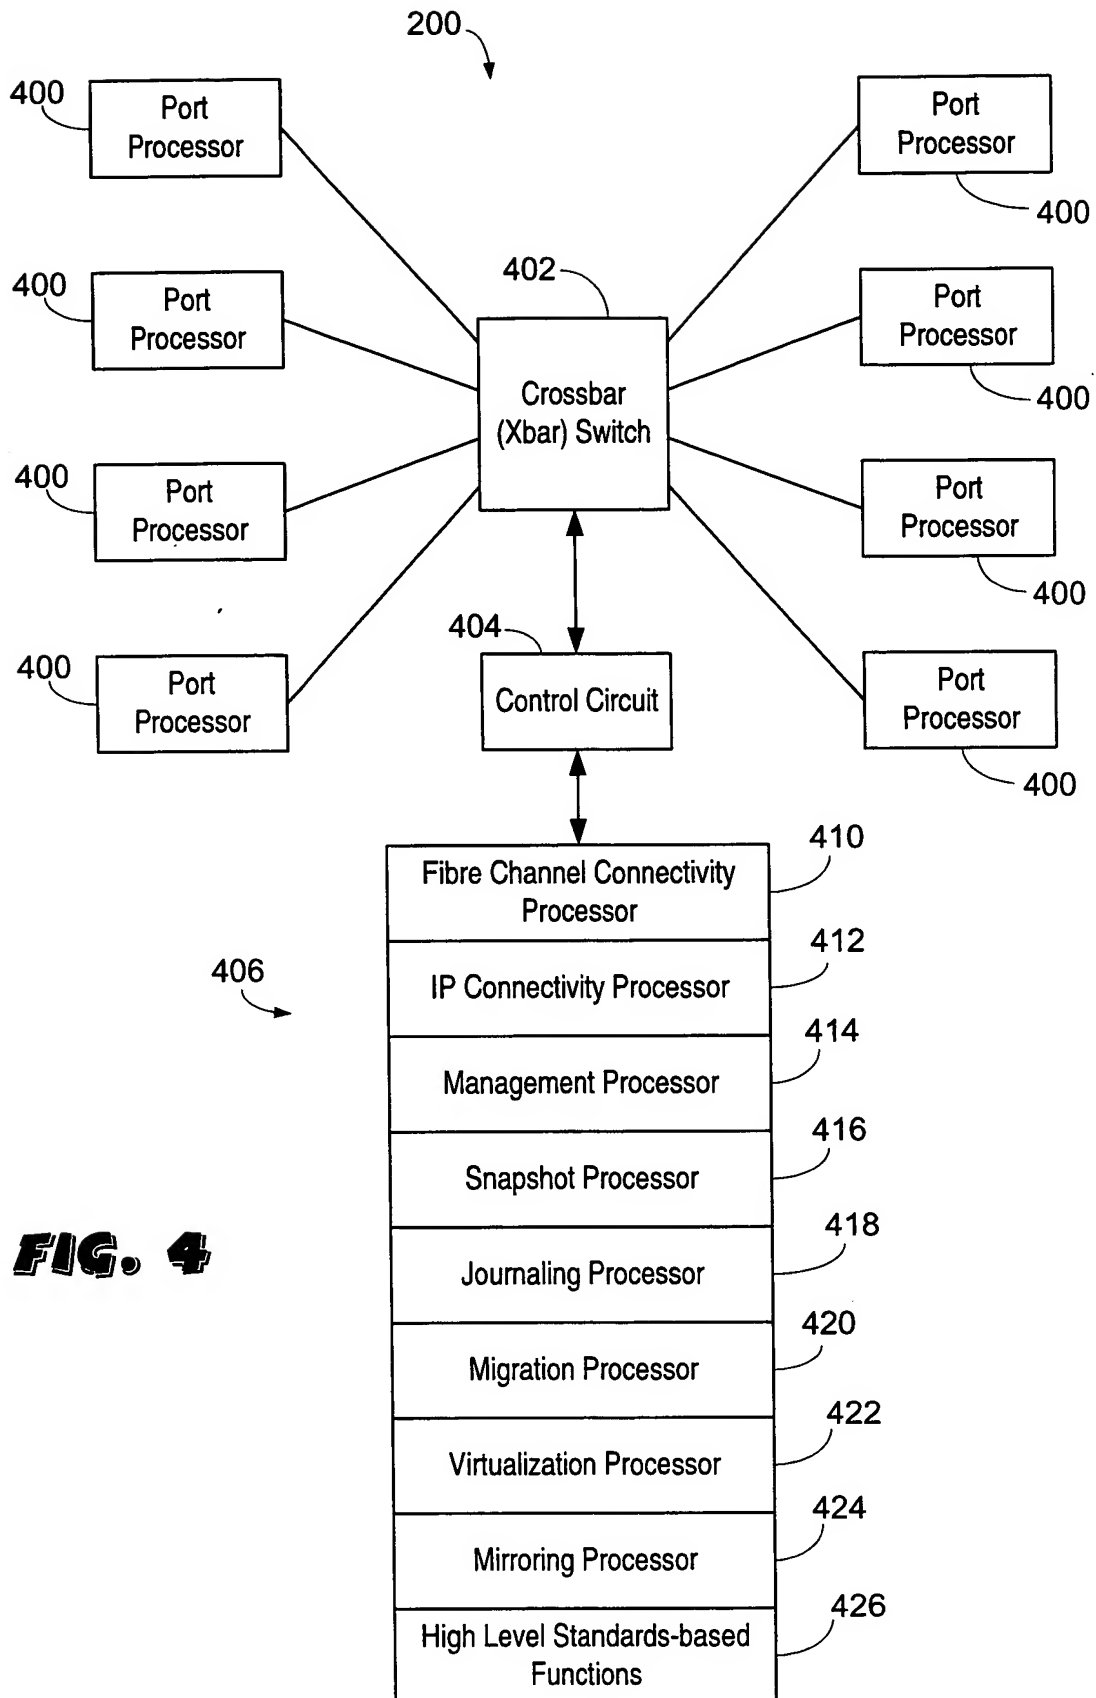 200
400
Port
Processor
Port
Processor
400
400
Port
Processor
402
Crossbar
(Xbar) Switch
Port
Processor
400
400
Port
Processor
Port
Processor
400
400
Port
Processor
404
Control Circuit
Port
Processor
400
406
Fibre Channel Connectivity
Processor
410
IP Connectivity Processor
412
Management Processor
414
Snapshot Processor
416
Journaling Processor
418
Migration Processor
420
Virtualization Processor
422
Mirroring Processor
424
High Level Standards-based
Functions
426
FIG. 4